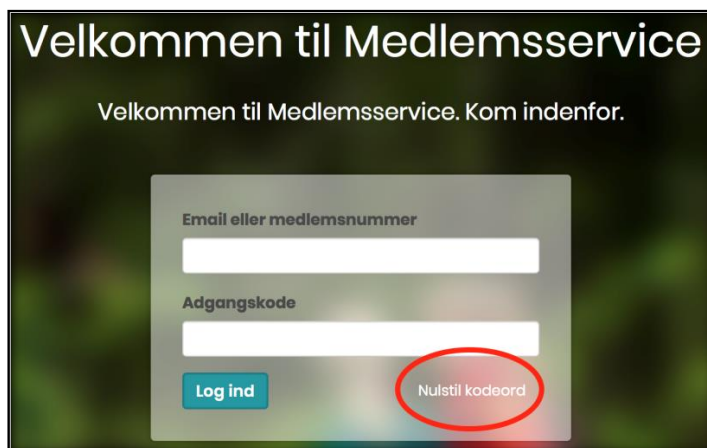 Velkommen til Medlemsservice
Velkommen til Medlemsservice. Kom indenfor.
Email eller medlemsnummer
Adgangskode
Log ind
Nulstil kodeord